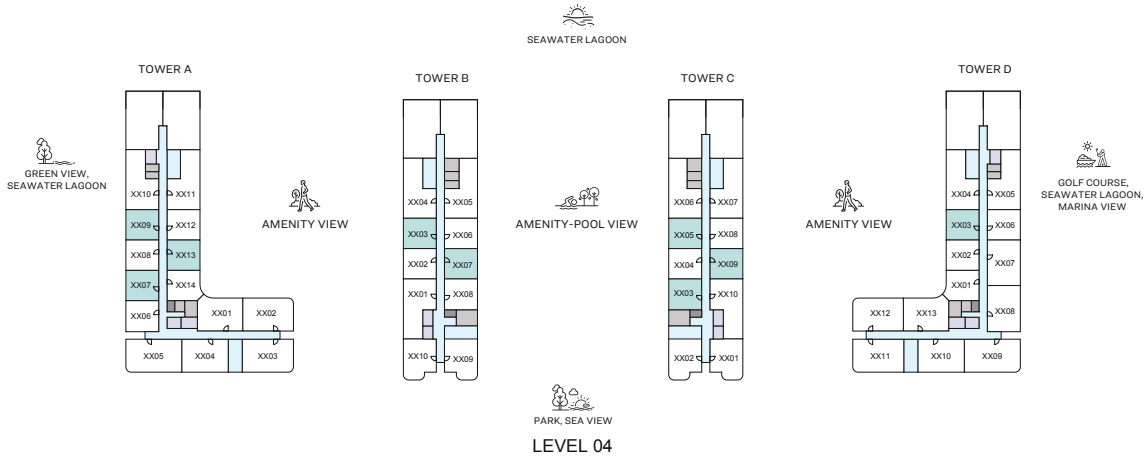 SEAWATER LAGOON
TOWER A
TOWER B
TOWER C
TOWER D
GREEN VIEW,
SEAWATER LAGOON
AMENITY VIEW
AMENITY-POOL VIEW
AMENITY VIEW
GOLF COURSE,
SEAWATER LAGOON,
MARINA VIEW
XX10 XX11
XX09 XX12
XX08 XX13
XX07 XX14
XX06 XX01 XX02
XX05 XX04 XX03
XX04 XX05
XX03 XX06
XX02 XX07
XX01 XX08
XX10 XX09
XX06 XX07
XX05 XX08
XX04 XX09
XX03 XX10
XX02 XX01
XX04 XX05
XX03 XX06
XX02 XX07
XX01
XX12 XX13 XX08
XX11 XX10 XX09
PARK, SEA VIEW
LEVEL 04